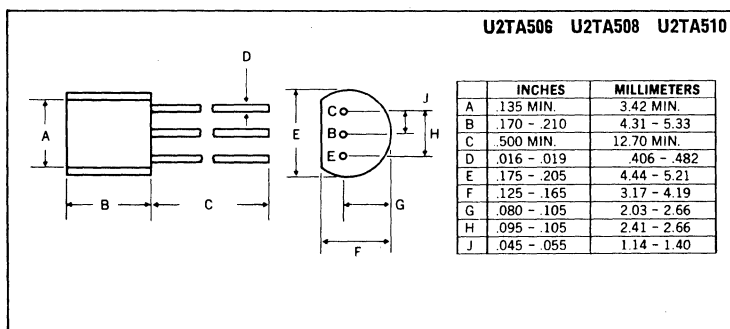 U2TA506 U2TA508 U2TA510
D
A
B
C
E
C
B
E
J
H
G
F
INCHES MILLIMETERS
A .135 MIN. 3.42 MIN.
B .170 - .210 4.31 - 5.33
C .500 MIN. 12.70 MIN.
D .016 - .019 .406 - .482
E .175 - .205 4.44 - 5.21
F .125 - .165 3.17 - 4.19
G .080 - .105 2.03 - 2.66
H .095 - .105 2.41 - 2.66
J .045 - .055 1.14 - 1.40